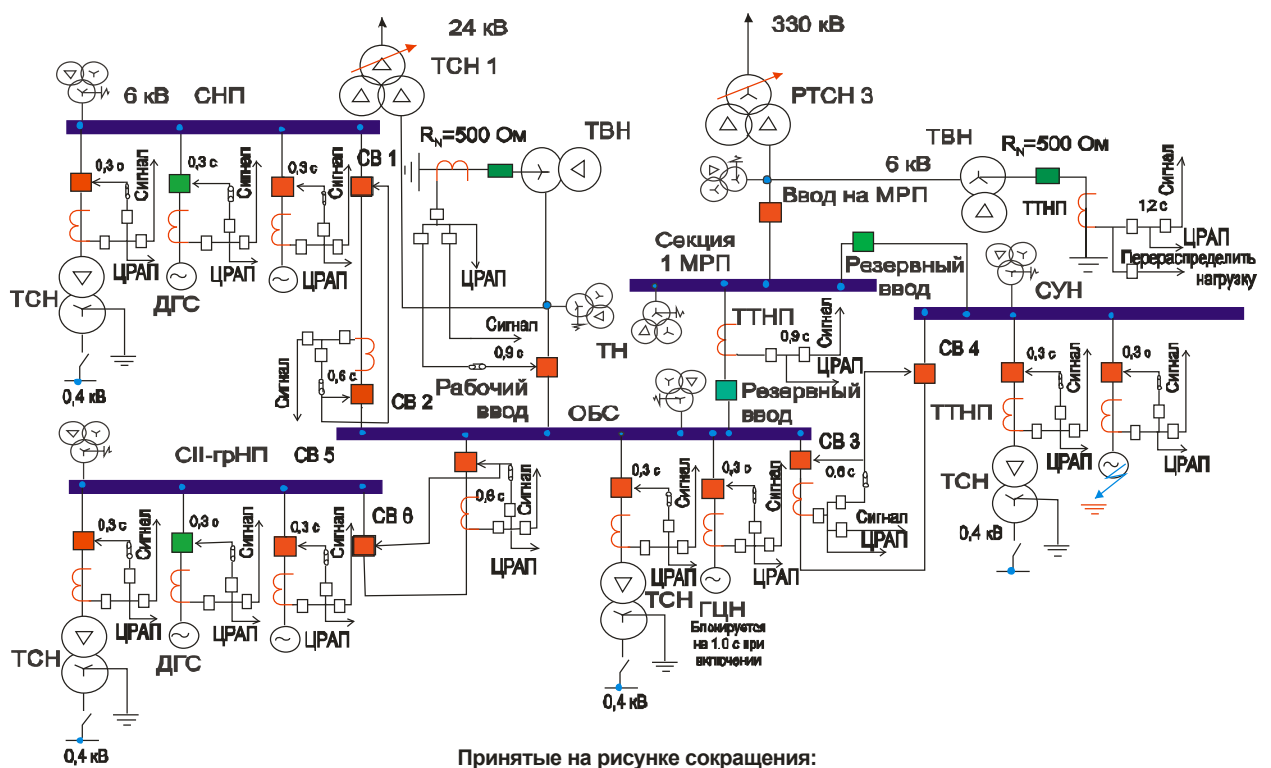 24 кВ
330 кВ
ТСН 1
РТСН 3
6 кВ СНП
R_N=500 Ом
ТВН
ТВН
R_N=500 Ом
6 кВ
СВ 1
0,3 с
Сигнал
0,3 с
Сигнал
0,3 с
Сигнал
Ввод на МРП
ТТНП
1,2 с
Сигнал
ЦРАП
Перераспределить
нагрузку
ЦРАП
ЦРАП
ЦРАП
ЦРАП
Секция
1 МРП
Резервный
ввод
СУН
ТСН
ДГС
Сигнал
ТН
ТТНП
0,9 с
Сигнал
ЦРАП
СВ 4
0,3 с
Сигнал
0,3 с
Сигнал
0,9 с
Сигнал
0,6 с
СВ 2
Рабочий
ввод
ОБС
Резервный
ввод
ТТНП
0,4 кВ
СII-грНП
СВ 5
СВ 3
0,6 с
ЦРАП
ЦРАП
0,3 с
Сигнал
0,3 с
Сигнал
0,3 с
Сигнал
СВ 6
0,6 с
Сигнал
ЦРАП
0,3 с
Сигнал
0,3 с
Сигнал
Сигнал
ЦРАП
ТСН
0,4 кВ
ЦРАП
ЦРАП
ЦРАП
ЦРАП
ЦРАП
ТСН
ДГС
ТСН
ГЦН
Блокируется
на 1.0 с при
включении
0,4 кВ
0,4 кВ
Принятые на рисунке сокращения: